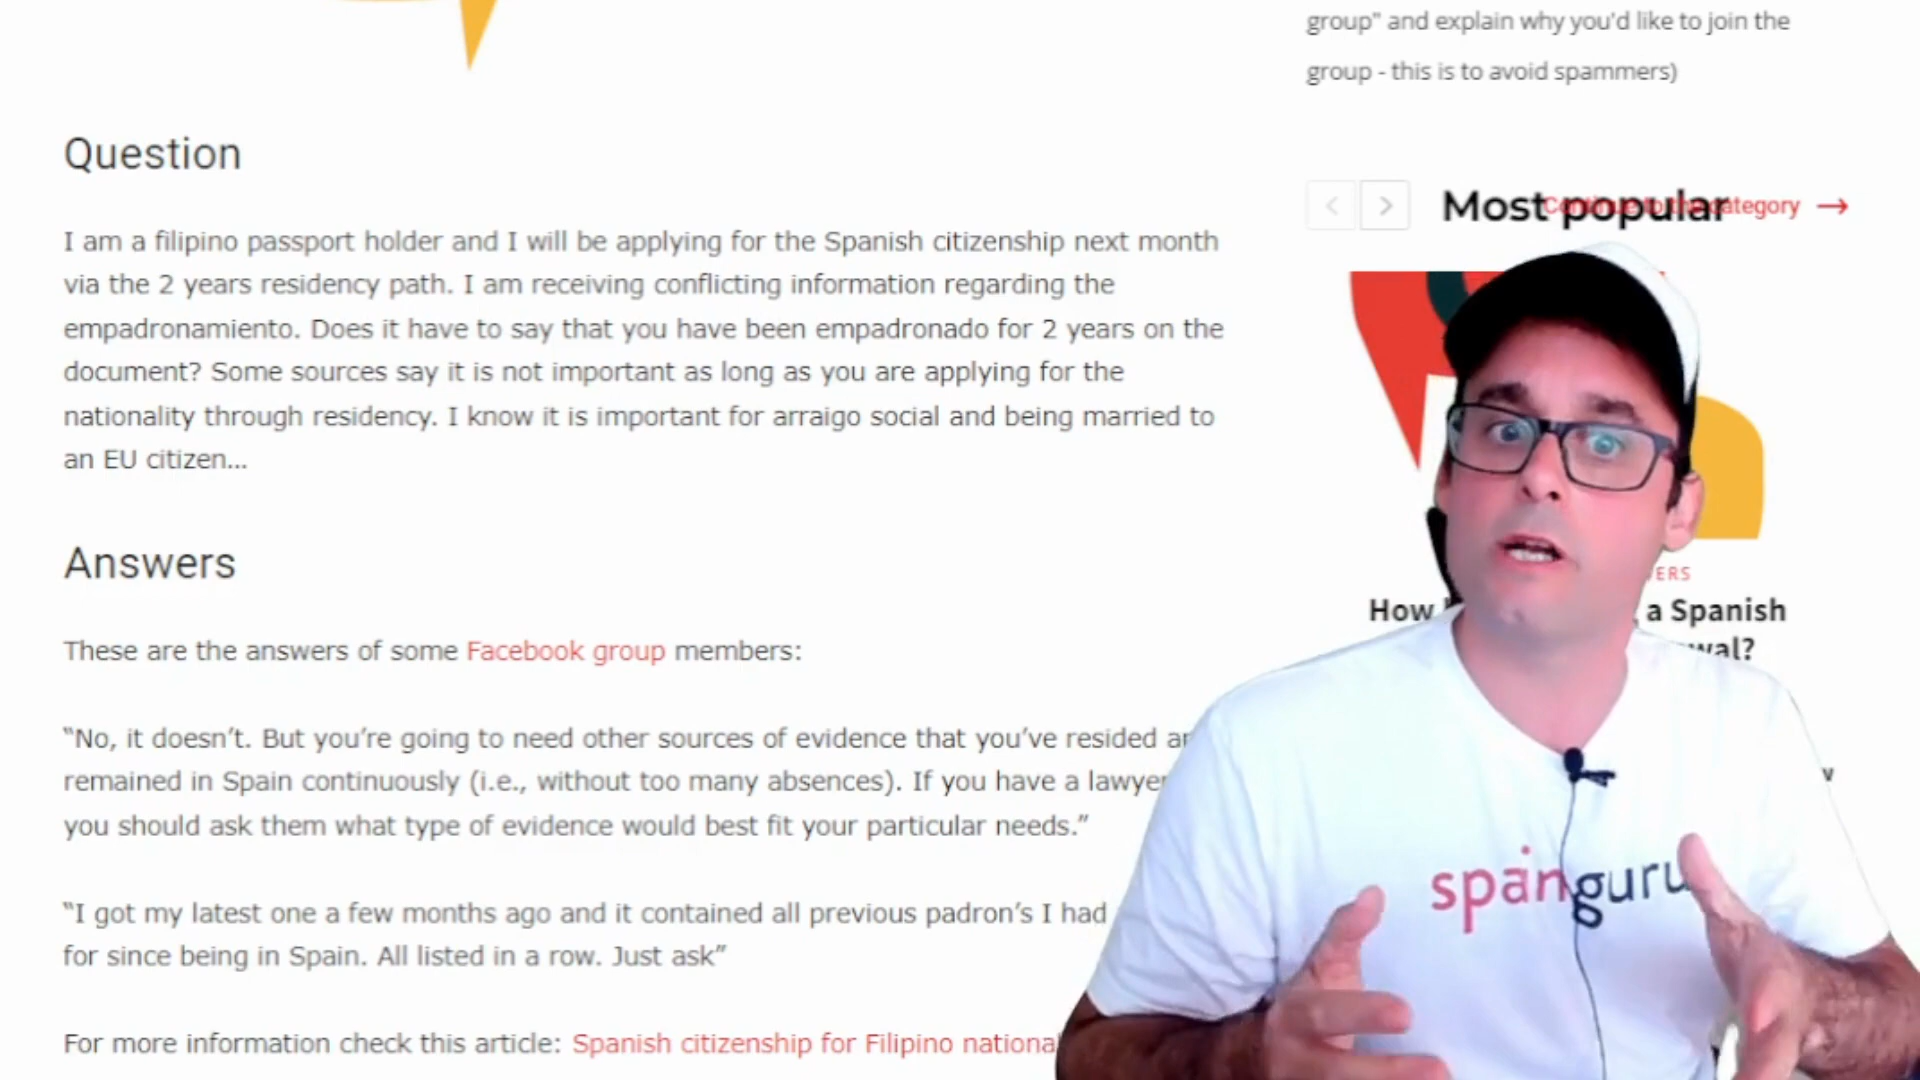 group" and explain why you'd like to join the
group - this is to avoid spammers)
Question
I am a filipino passport holder and I will be applying for the Spanish citizenship next month
via the 2 years residency path. I am receiving conflicting information regarding the
empadronamiento. Does it have to say that you have been empadronado for 2 years on the
document? Some sources say it is not important as long as you are applying for the
nationality through residency. I know it is important for arraigo social and being married to
an EU citizen...
Answers
These are the answers of some Facebook group members:
“No, it doesn’t. But you’re going to need other sources of evidence that you’ve resided
remained in Spain continuously (i.e., without too many absences). If you have a lawyer
you should ask them what type of evidence would best fit your particular needs.”
“I got my latest one a few months ago and it contained all previous padron’s I had
for since being in Spain. All listed in a row. Just ask”
For more information check this article: Spanish citizenship for Filipino
Most popular
category
How a Spanish
spainguru